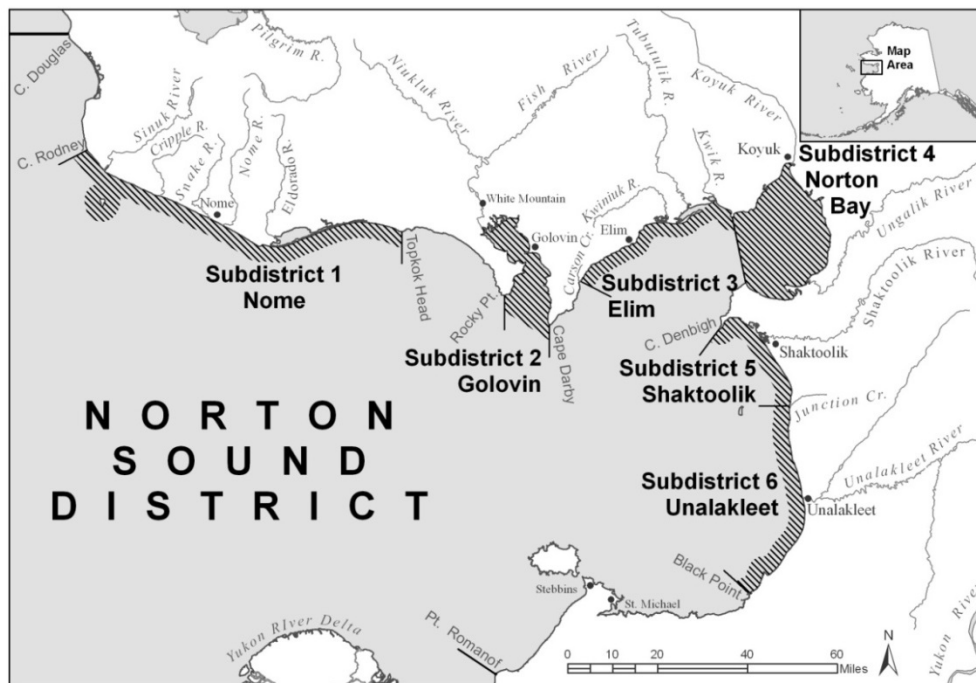 C. Douglas
Pilgrim R.
Niukluk River
Fish River
Tubutulik R.
Koyuk River
Map
Area
Sinuk River
Cripple R.
Snake R.
Nome R.
Eldorado R.
C. Rodney
Nome
White Mountain
Kwiniuk R.
Kwik R.
Koyuk
Subdistrict 4
Norton
Bay
Ungalik River
Golovin
Carson Cr.
Elim
Shaktoolik River
Subdistrict 1
Nome
Topkok Head
Rocky Pt.
Subdistrict 3
Elim
Subdistrict 2
Golovin
Cape Darby
C. Denbigh
Shaktoolik
Subdistrict 5
Shaktoolik
Junction Cr.
NORTON
SOUND
DISTRICT
Subdistrict 6
Unalakleet
Unalakleet River
Unalakleet
Black Point
Stebbins
St. Michael
Yukon RIver Delta
Pt. Romanof
Yukon River
N
0 10 20 40 60
Miles